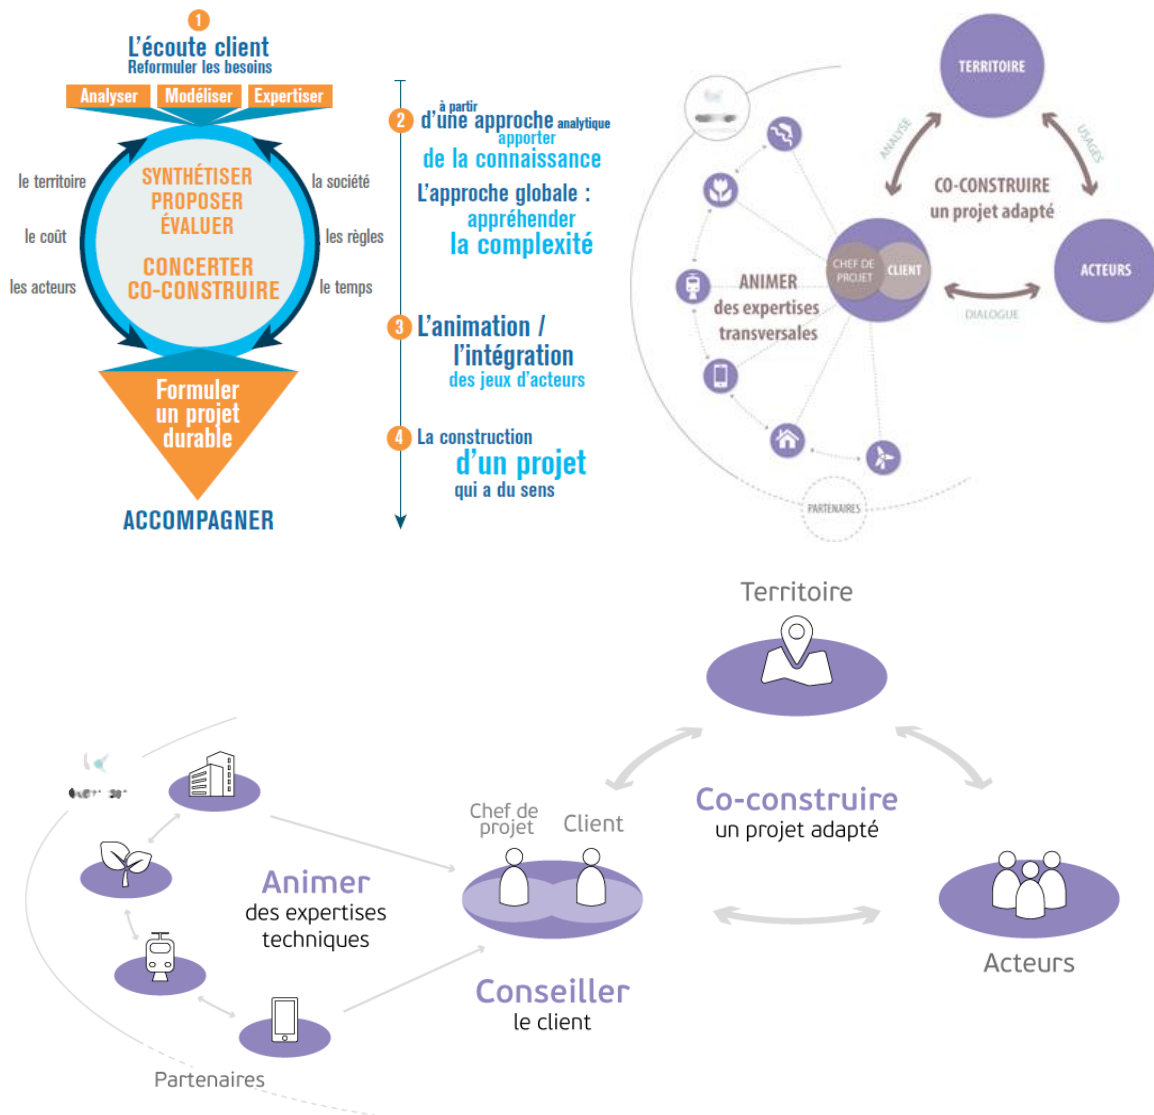 1
L'écoute client
Reformuler les besoins
Analyser
Modéliser
Expertiser
le territoire
le coût
les acteurs
SYNTHÉTISER
PROPOSER
ÉVALUER
CONCERTER
CO-CONSTRUIRE
la société
les règles
le temps
Formuler
un projet
durable
ACCOMPAGNER
2
à partir
d'une approche analytique
apporter
de la connaissance
L'approche globale :
appréhender
la complexité
3
L'animation /
l'intégration
des jeux d'acteurs
4
La construction
d'un projet
qui a du sens
TERRITOIRE
ANALYSE
USAGES
CO-CONSTRUIRE
un projet adapté
CHEF DE
PROJET
CLIENT
ACTEURS
DIALOGUE
ANIMER
des expertises
transversales
PARTENAIRES
Territoire
Co-construire
un projet adapté
Chef de
projet
Client
Animer
des expertises
techniques
Conseiller
le client
Acteurs
Partenaires